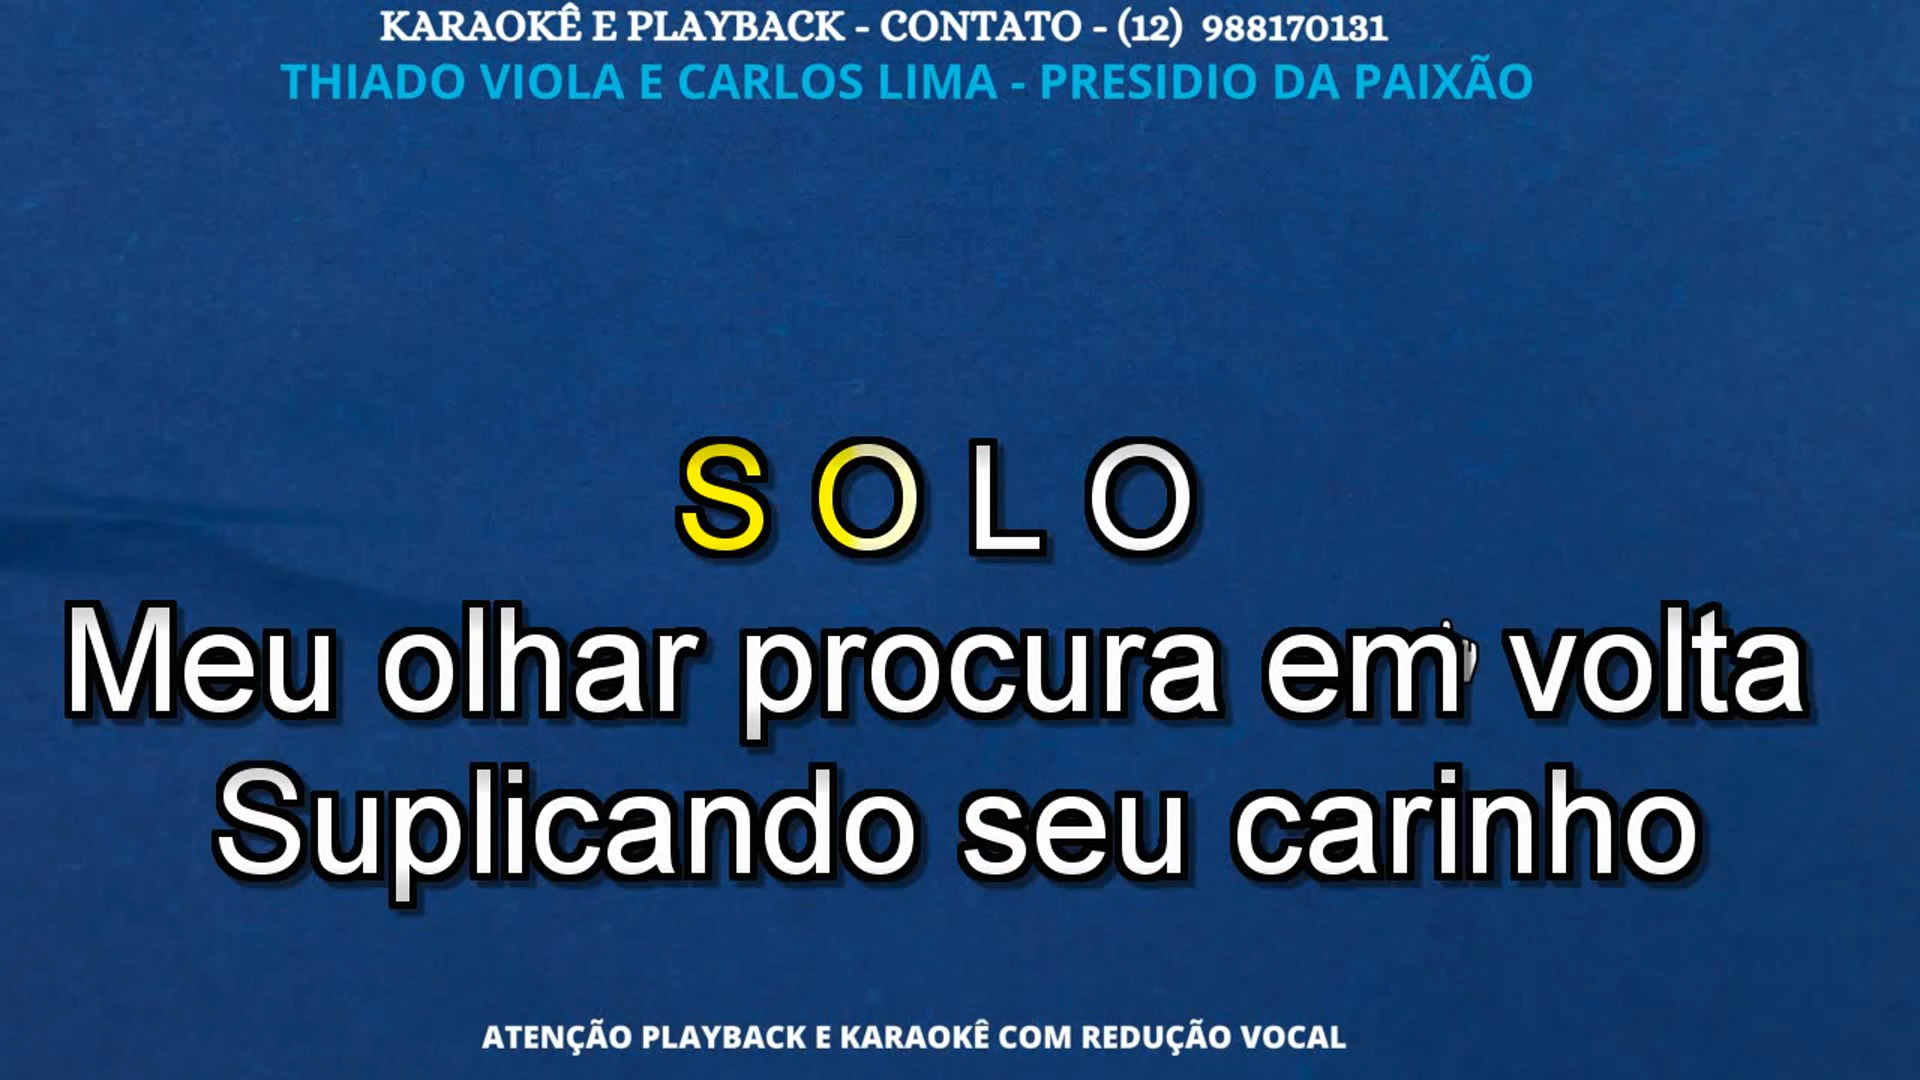 KARAOKÊ E PLAYBACK - CONTATO - (12) 988170131
THIADO VIOLA E CARLOS LIMA - PRESIDIO DA PAIXÃO
S O L O
Meu olhar procura em volta
Suplicando seu carinho
ATENÇÃO PLAYBACK E KARAOKÊ COM REDUÇÃO VOCAL